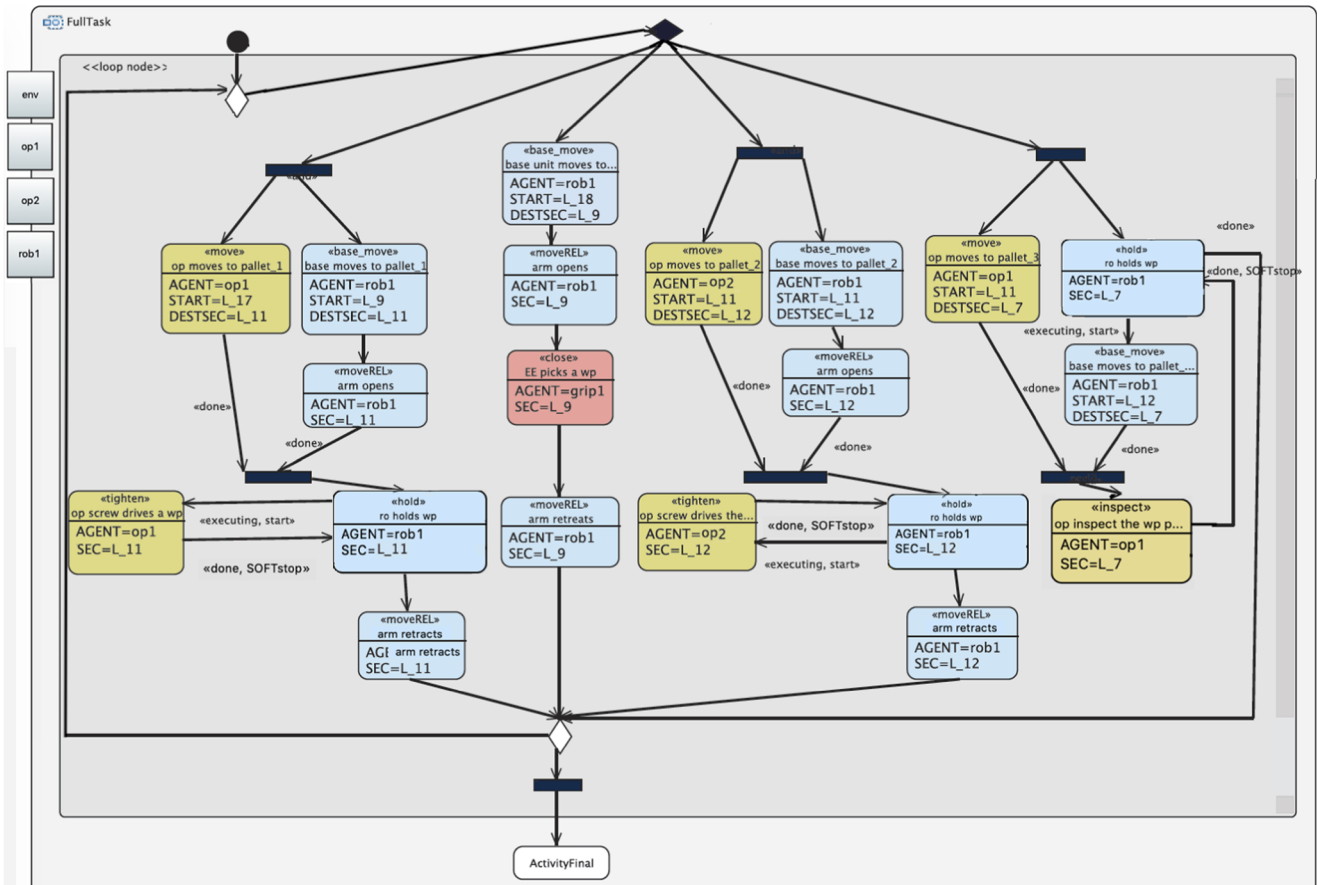 FullTask
<<loop node>>
env
op1
op2
rob1
«move»
op moves to pallet_1
AGENT=op1
START=L_17
DESTSEC=L_11
«base_move»
base moves to pallet_1
AGENT=rob1
START=L_9
DESTSEC=L_11
«moveREL»
arm opens
AGENT=rob1
SEC=L_11
«done»
«done»
«tighten»
op screw drives a wp
AGENT=op1
SEC=L_11
«executing, start»
«done, SOFTstop»
«hold»
ro holds wp
AGENT=rob1
SEC=L_11
«moveREL»
arm retracts
AGE arm retracts
SEC=L_11
«base_move»
base unit moves to...
AGENT=rob1
START=L_18
DESTSEC=L_9
«moveREL»
arm opens
AGENT=rob1
SEC=L_9
«close»
EE picks a wp
AGENT=grip1
SEC=L_9
«moveREL»
arm retreats
AGENT=rob1
SEC=L_9
«move»
op moves to pallet_2
AGENT=op2
START=L_11
DESTSEC=L_12
«base_move»
base moves to pallet_2
AGENT=rob1
START=L_11
DESTSEC=L_12
«moveREL»
arm opens
AGENT=rob1
SEC=L_12
«done»
«done»
«tighten»
op screw drives the...
AGENT=op2
SEC=L_12
«done, SOFTstop»
«executing, start»
«hold»
ro holds wp
AGENT=rob1
SEC=L_12
«moveREL»
arm retracts
AGENT=rob1
SEC=L_12
«move»
op moves to pallet_3
AGENT=op1
START=L_11
DESTSEC=L_7
«hold»
ro holds wp
AGENT=rob1
SEC=L_7
«done»
«done, SOFTstop»
«executing, start»
«base_move»
base moves to pallet_...
AGENT=rob1
START=L_12
DESTSEC=L_7
«done»
«done»
«inspect»
op inspect the wp p...
AGENT=op1
SEC=L_7
ActivityFinal